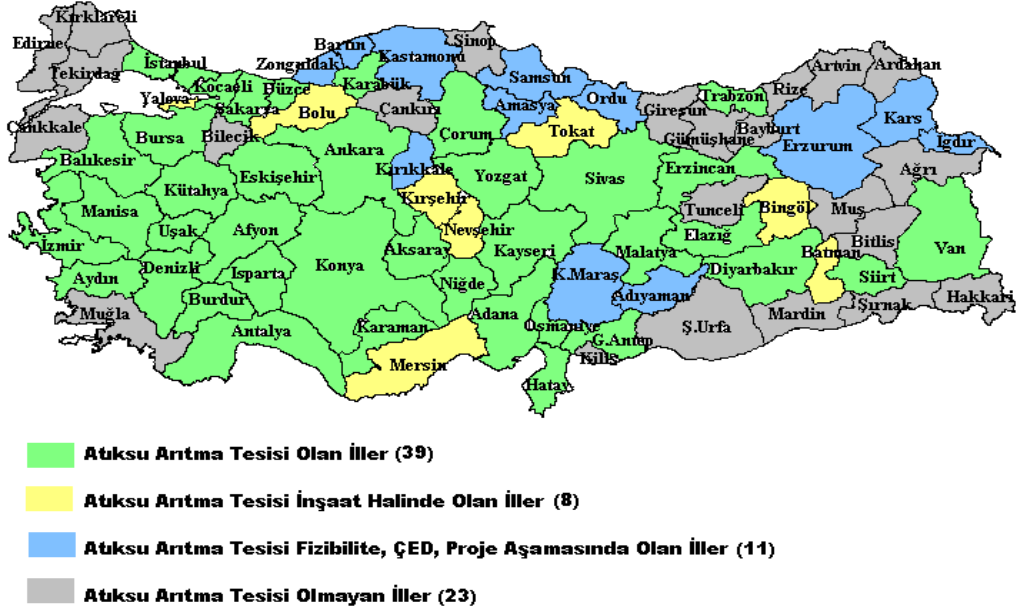 Kırklareli
Edirne
Tekirdağ
İstanbul
Kocaeli
Yalova
Sakarya
Düzce
Zonguldak
Bartın
Karabük
Kastamonu
Sinop
Samsun
Amasya
Ordu
Giresun
Trabzon
Rize
Artvin
Ardahan
Kars
Iğdır
Çankkale
Bursa
Bilecik
Bolu
Çankırı
Çorum
Tokat
Gümüşhane
Bayburt
Erzurum
Ağrı
Balıkesir
Kütahya
Eskişehir
Ankara
Kırıkkale
Yozgat
Sivas
Erzincan
Tunceli
Bingöl
Muş
Manisa
Uşak
Afyon
Kırşehir
Nevşehir
Kayseri
Malatya
Elazığ
Bitlis
Van
İzmir
Aydın
Denizli
Isparta
Konya
Aksaray
Niğde
K.Maraş
Adıyaman
Diyarbakır
Batman
Siirt
Şırnak
Hakkari
Muğla
Burdur
Antalya
Karaman
Mersin
Adana
Osmaniye
G.Antep
Kilis
Ş.Urfa
Mardin
Hatay
Atıksu Arıtma Tesisi Olan İller (39)
Atıksu Arıtma Tesisi İnşaat Halinde Olan İller (8)
Atıksu Arıtma Tesisi Fizibilite, ÇED, Proje Aşamasında Olan İller (11)
Atıksu Arıtma Tesisi Olmayan İller (23)